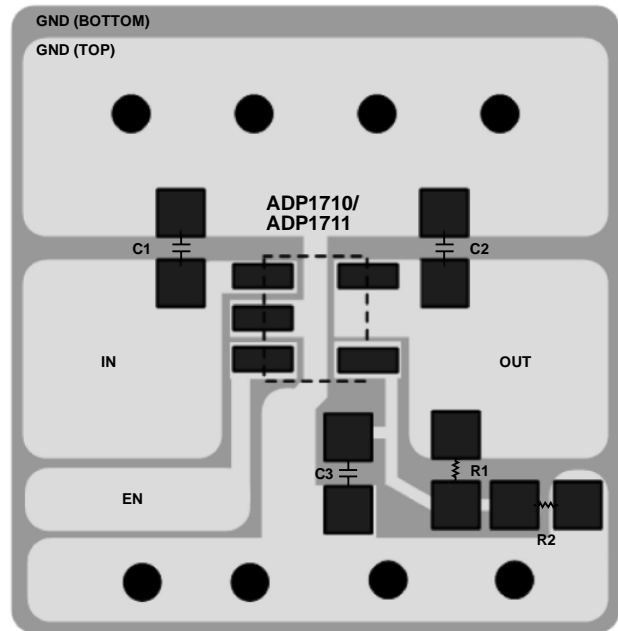 GND (BOTTOM)
GND (TOP)
ADP1710/
ADP1711
C1
C2
IN
OUT
C3
R1
EN
R2